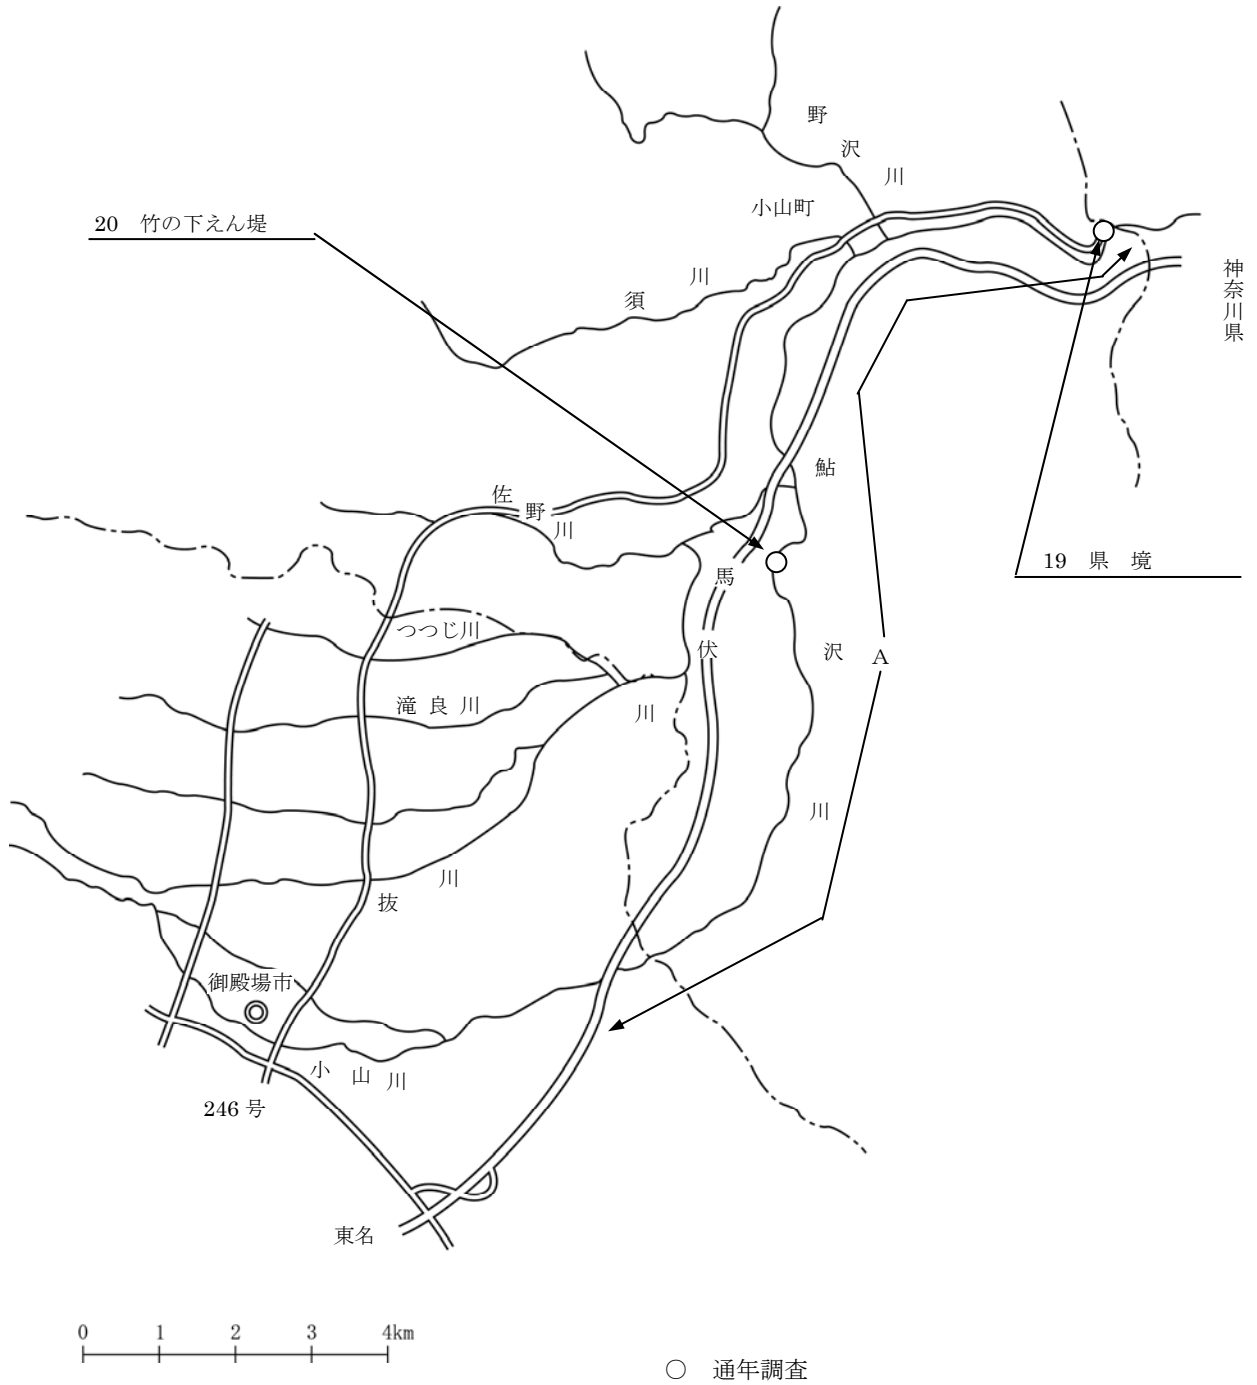 野
沢
川
小山町
20 竹の下えん堤
神
奈
川
県
川
須
鮎
佐
野
川
19 県 境
馬
つつじ川
伏
沢
A
滝良川
川
川
川
抜
御殿場市
小
山
川
246号
東名
0 1 2 3 4km
○ 通年調査